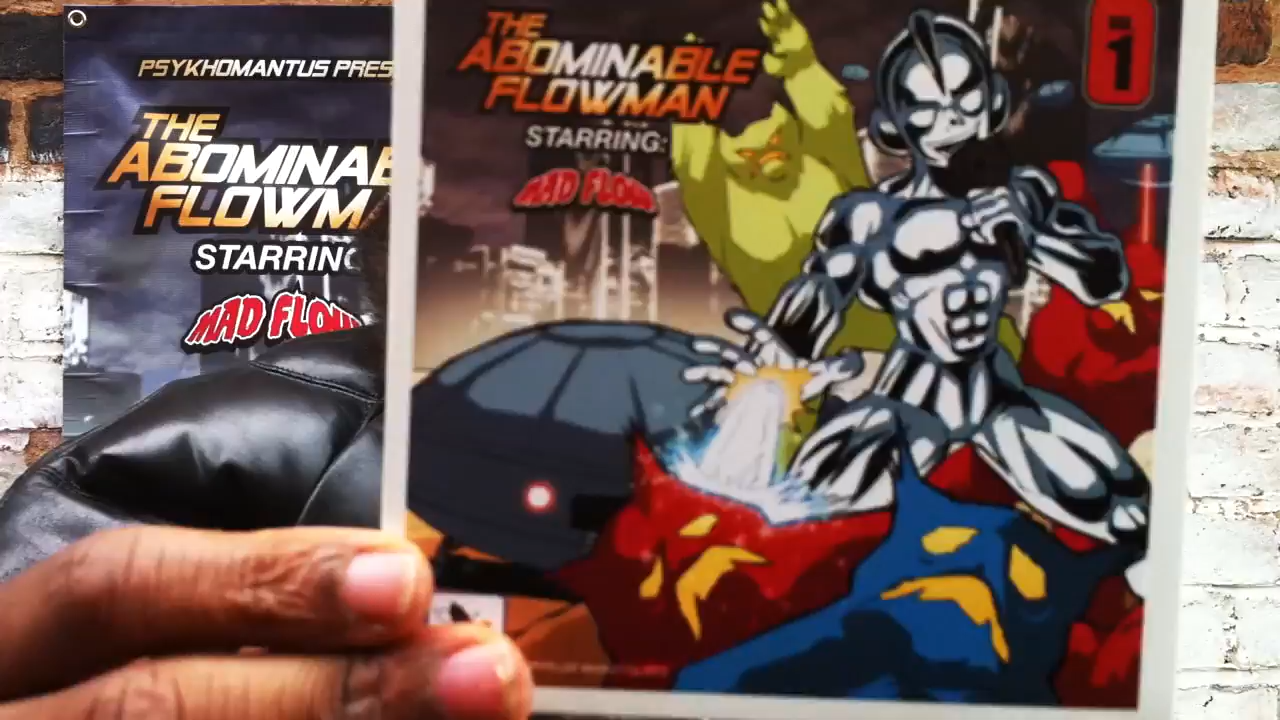 PSYKHOMANTUS PRES
THE
ABOMINAB
FLOWM
STARRING
MAD FLOW
THE
ABOMINABLE
FLOWMAN
STARRING:
MAD FLOW
1